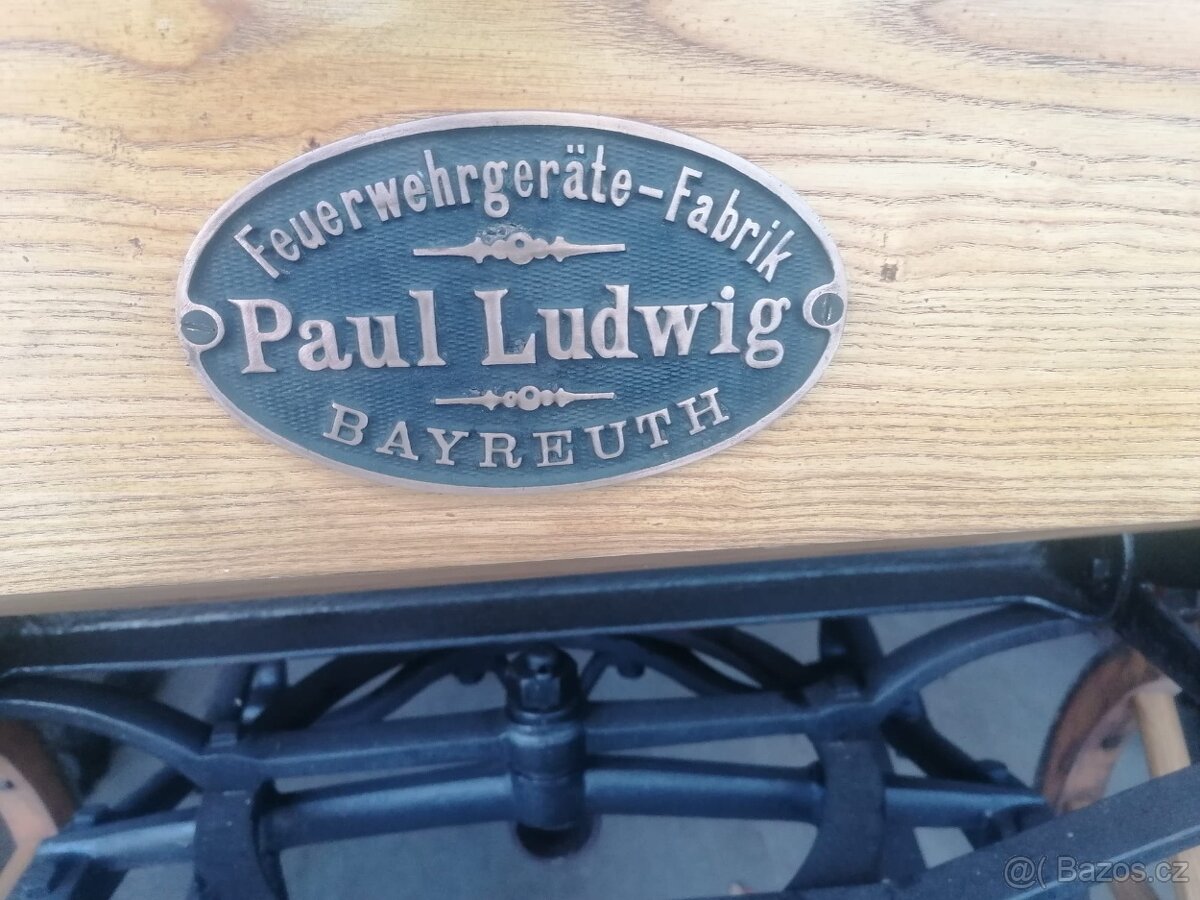 Feuerwehrgeräte-Fabrik
Paul Ludwig
BAYREUTH
@( Bazos.cz